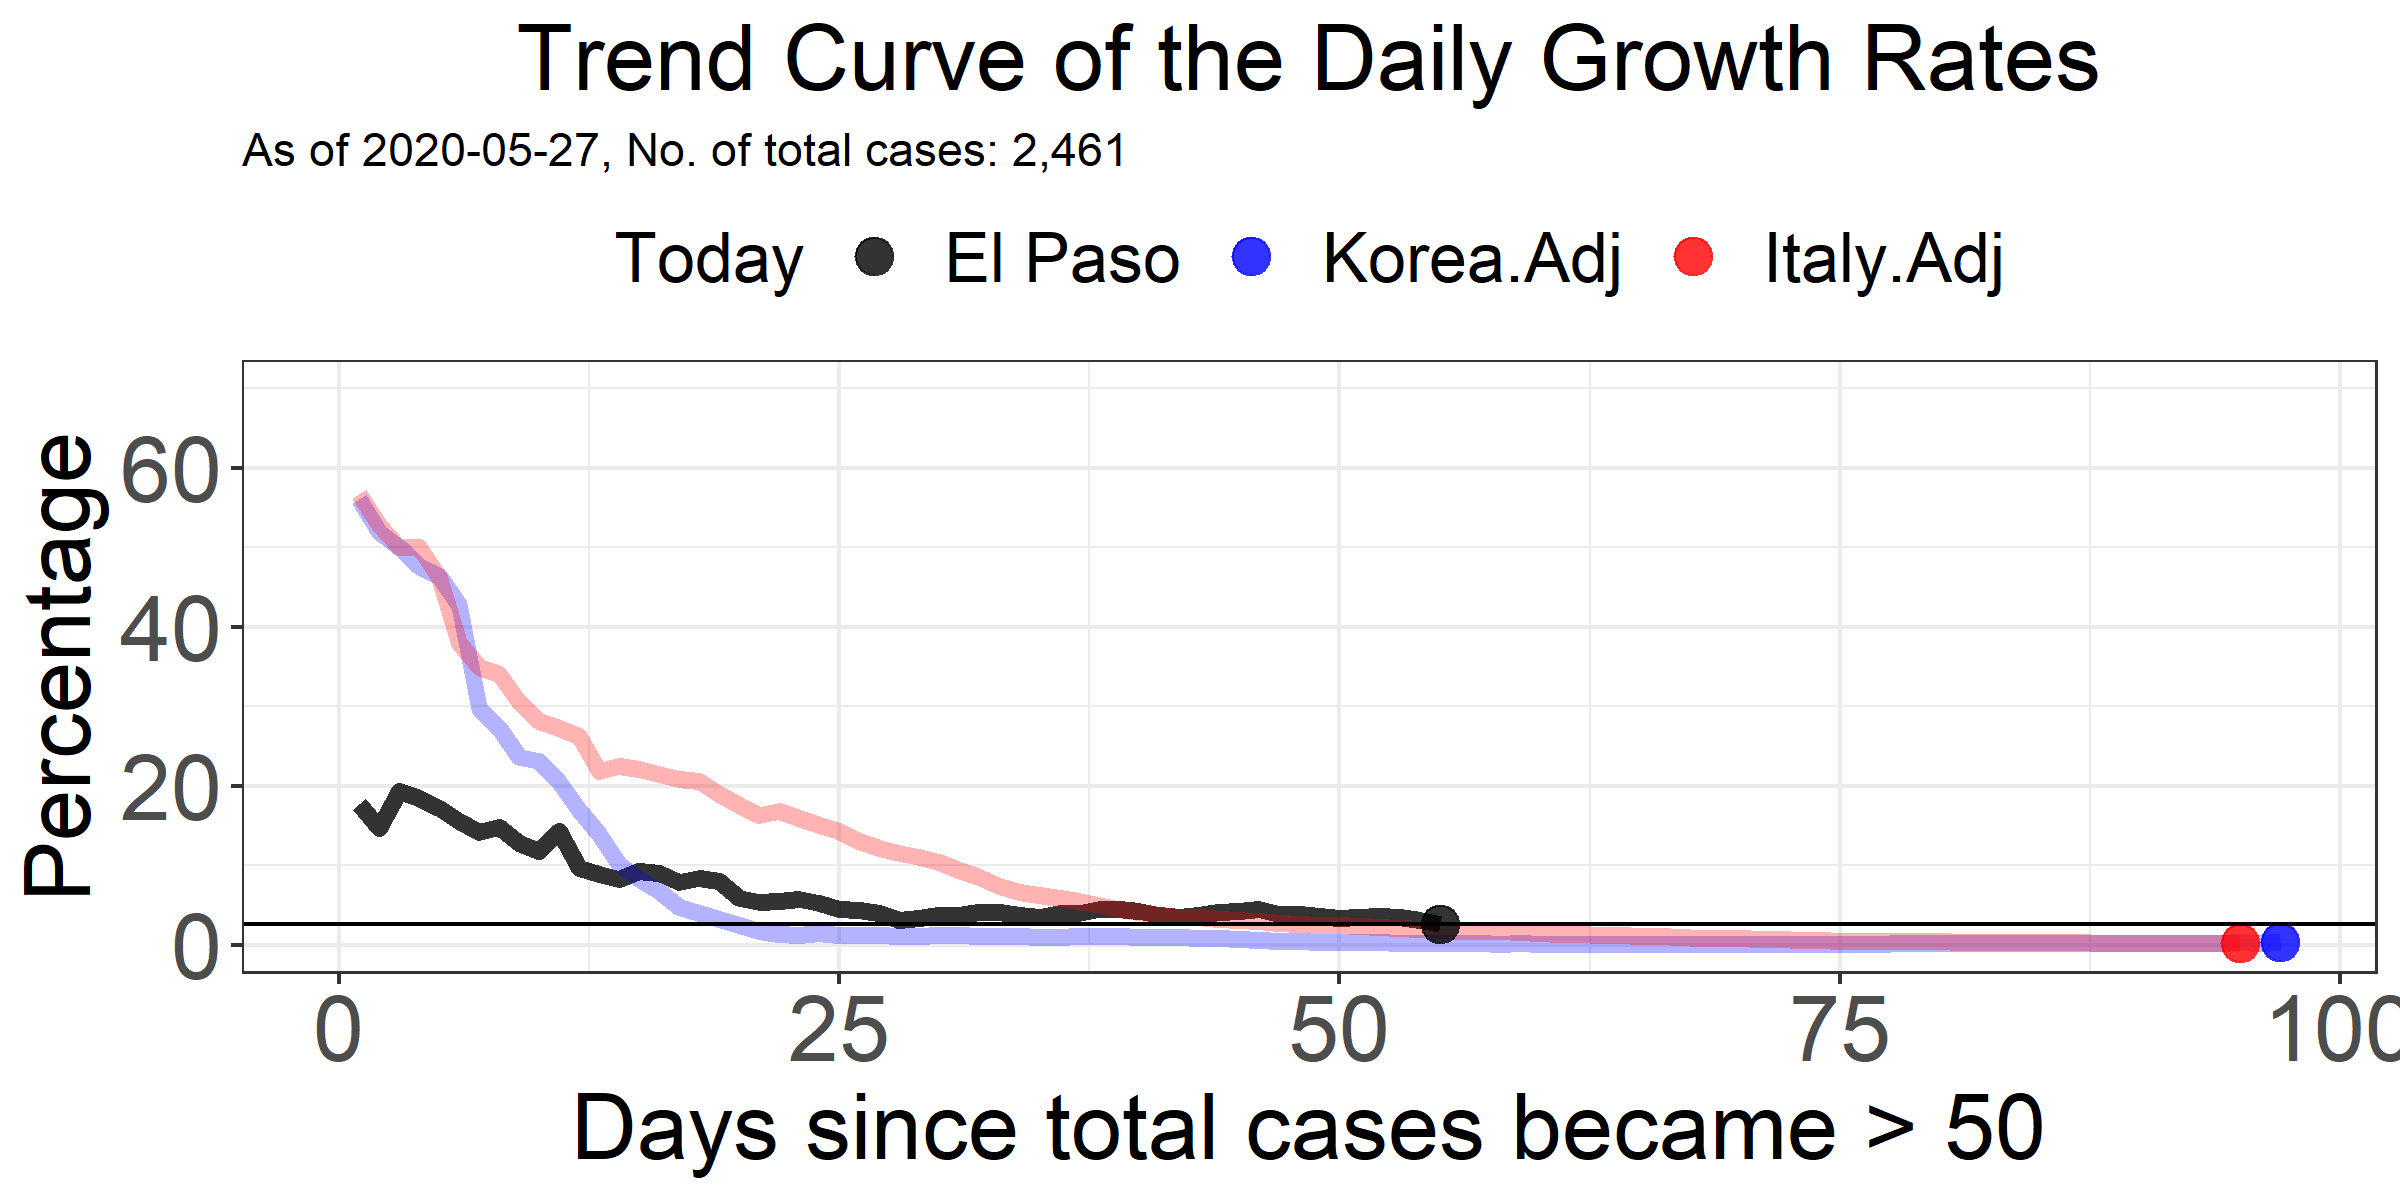 Trend Curve of the Daily Growth Rates
As of 2020-05-27, No. of total cases: 2,461
Today El Paso Korea.Adj Italy.Adj
Percentage
60
40
20
0
0 25 50 75 100
Days since total cases became > 50